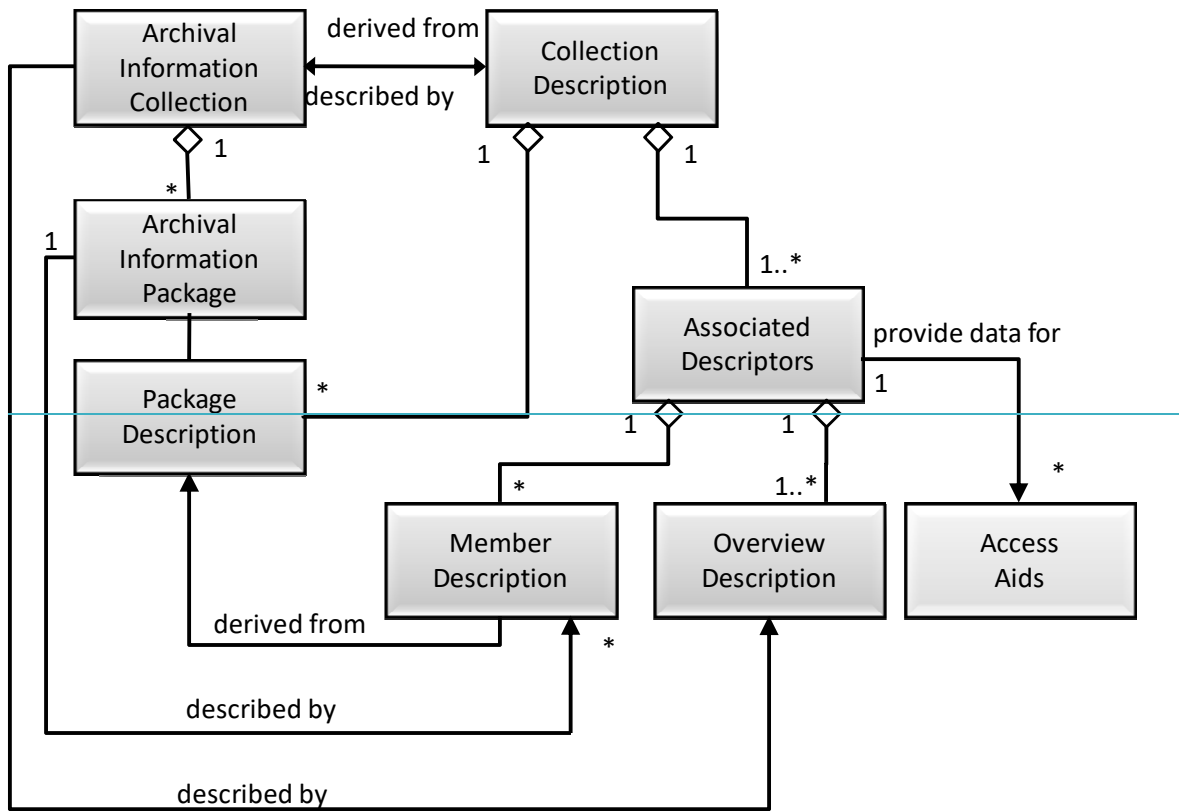 Archival
Information
Collection
derived from
described by
Collection
Description
1
*
1
1
Archival
Information
Package
1
1..*
Associated
Descriptors
provide data for
1
Package
Description
*
1
1
*
1..*
*
Member
Description
Overview
Description
Access
Aids
derived from
*
described by
described by